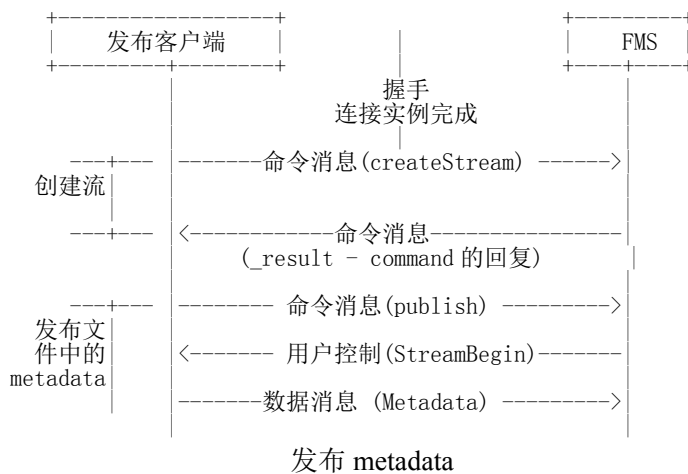 发布客户端 FMS
握手
连接实例完成
命令消息(createStream)
创建流
命令消息
(_result - command 的回复)
命令消息(publish)
发布文
件中的
用户控制(StreamBegin)
metadata
数据消息 (Metadata)
发布 metadata